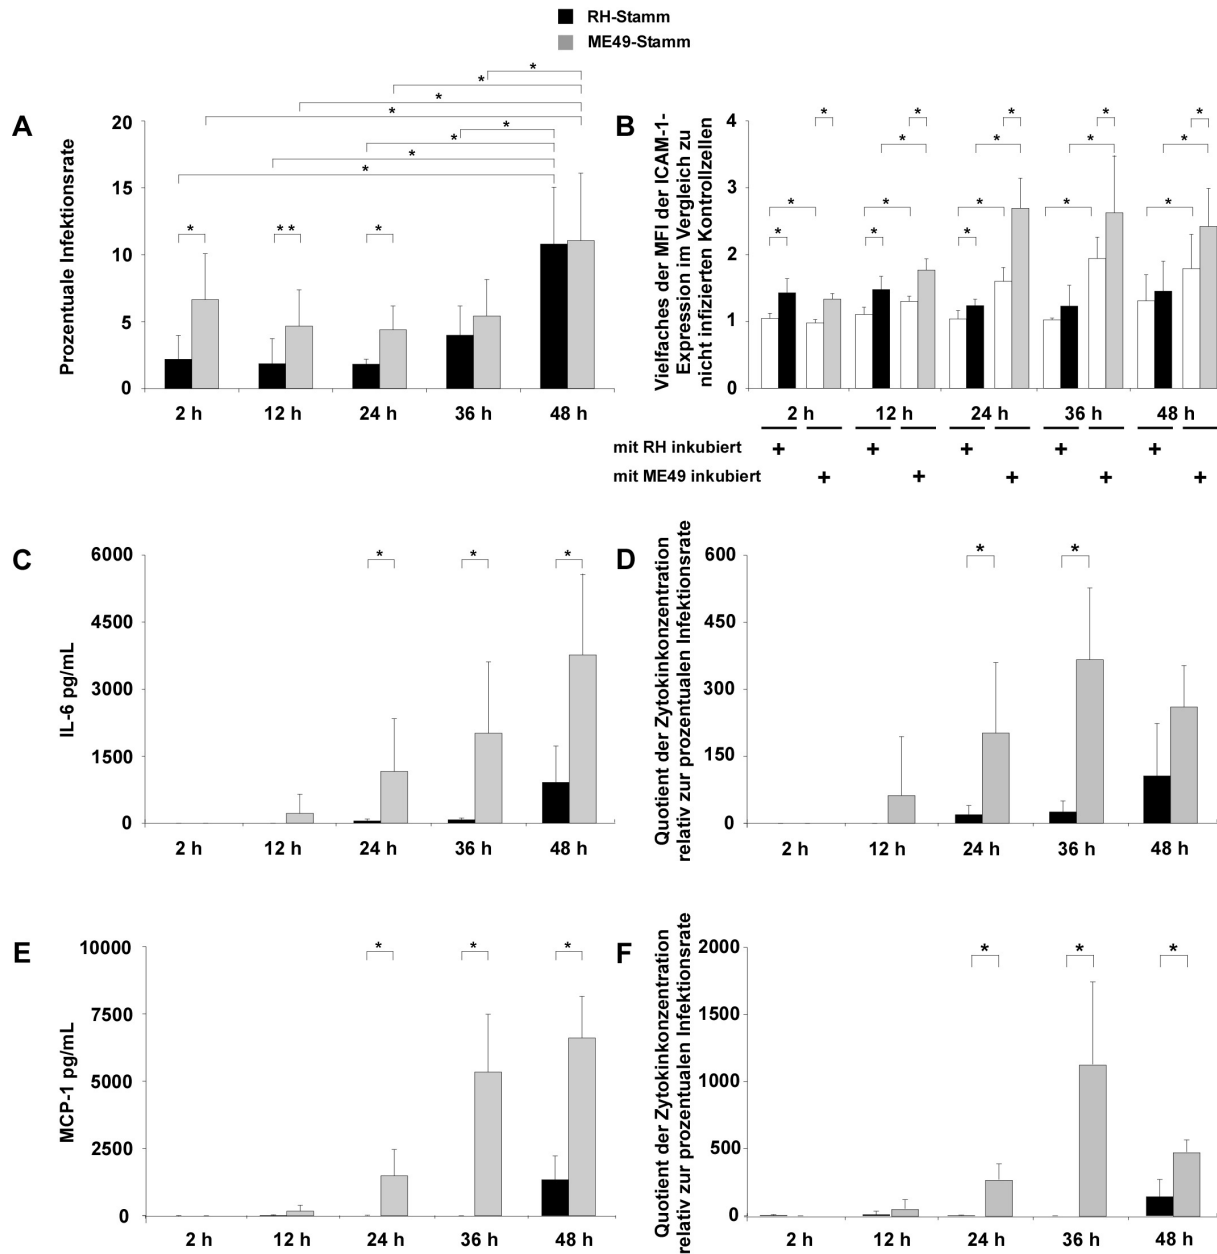 RH-Stamm
ME49-Stamm
A
Prozentuale Infektionsrate
20
15
10
5
0
* * * *
* * * *
* ** *
2 h 12 h 24 h 36 h 48 h
B
Vielfaches der MFI der ICAM-1-
Expression im Vergleich zu
nicht infizierten Kontrollzellen
4
3
2
1
0
* * * * *
* * * *
* * * * *
* * *
2 h 12 h 24 h 36 h 48 h
mit RH inkubiert + + + + +
mit ME49 inkubiert + + + + +
C
IL-6 pg/mL
6000
4500
3000
1500
0
* * *
2 h 12 h 24 h 36 h 48 h
D
Quotient der Zytokinkonzentration
relativ zur prozentualen Infektionsrate
600
450
300
150
0
* *
2 h 12 h 24 h 36 h 48 h
E
MCP-1 pg/mL
10000
7500
5000
2500
0
* * *
2 h 12 h 24 h 36 h 48 h
F
Quotient der Zytokinkonzentration
relativ zur prozentualen Infektionsrate
2000
1500
1000
500
0
* * *
2 h 12 h 24 h 36 h 48 h